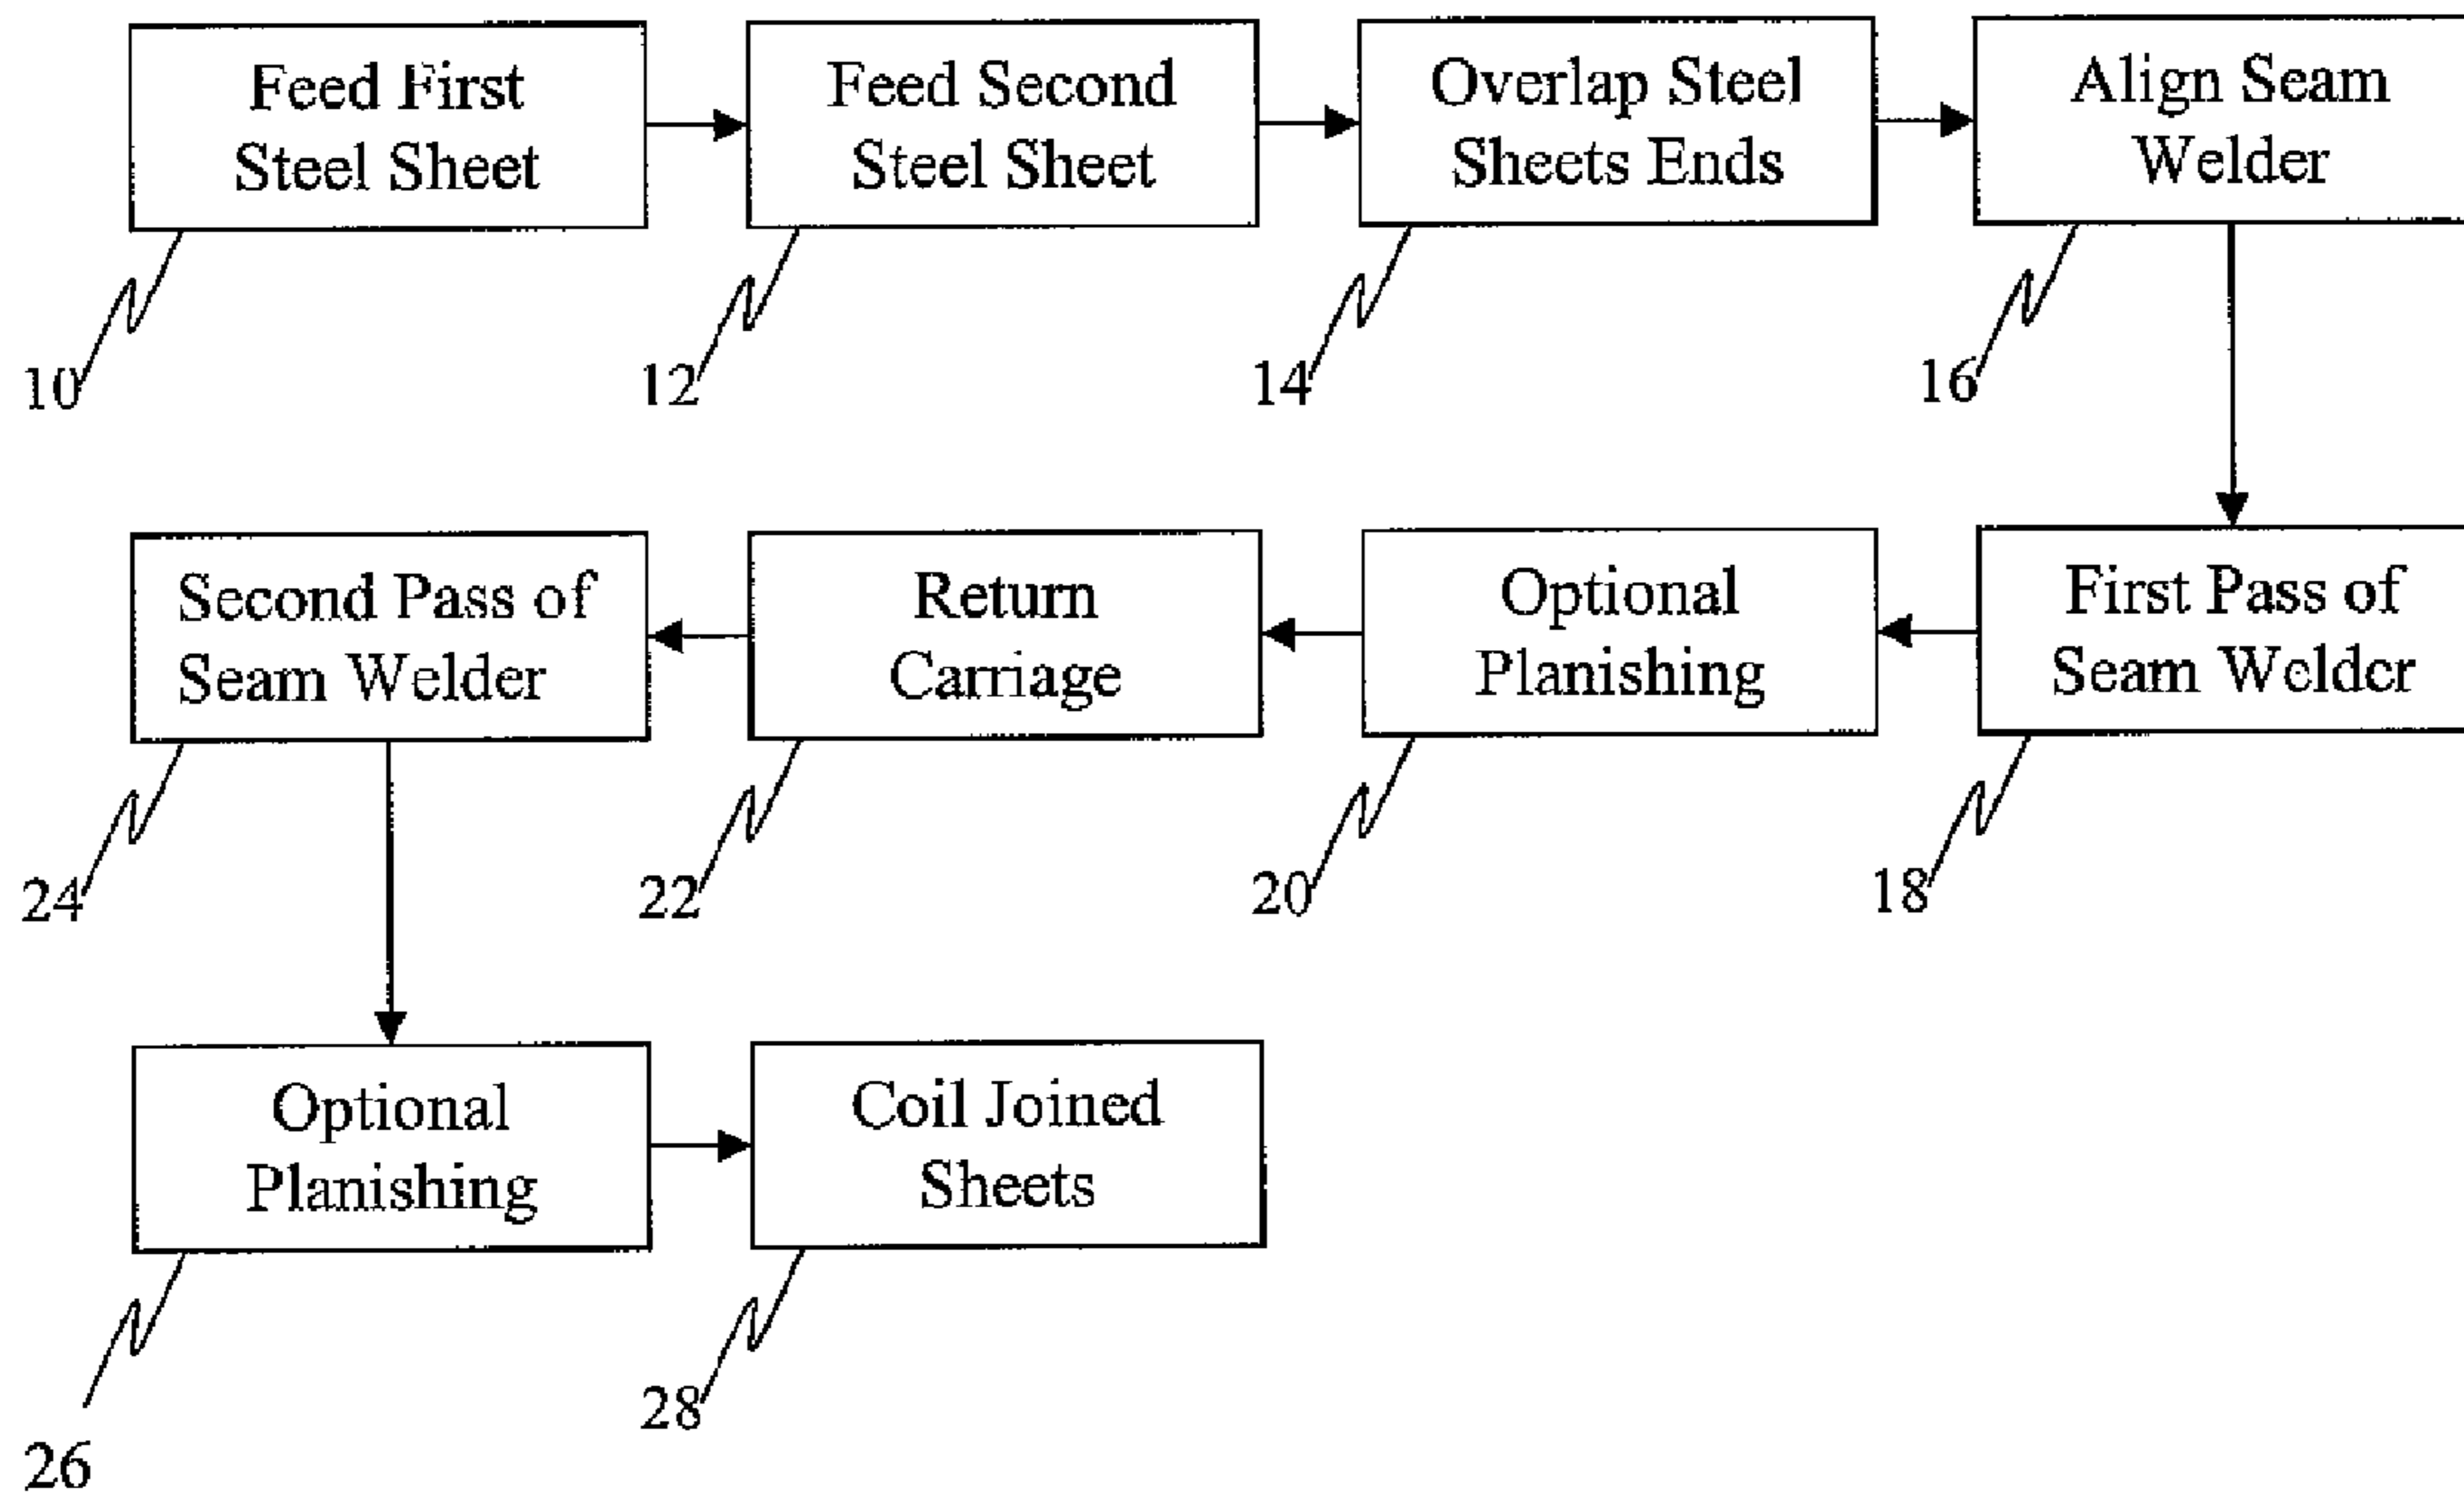 Feed First
Steel Sheet
Feed Second
Steel Sheet
Overlap Steel
Sheets Ends
Align Seam
Welder
10
12
14
16
Second Pass of
Seam Welder
Return
Carriage
Optional
Planishing
First Pass of
Seam Welder
24
22
20
18
Optional
Planishing
Coil Joined
Sheets
26
28